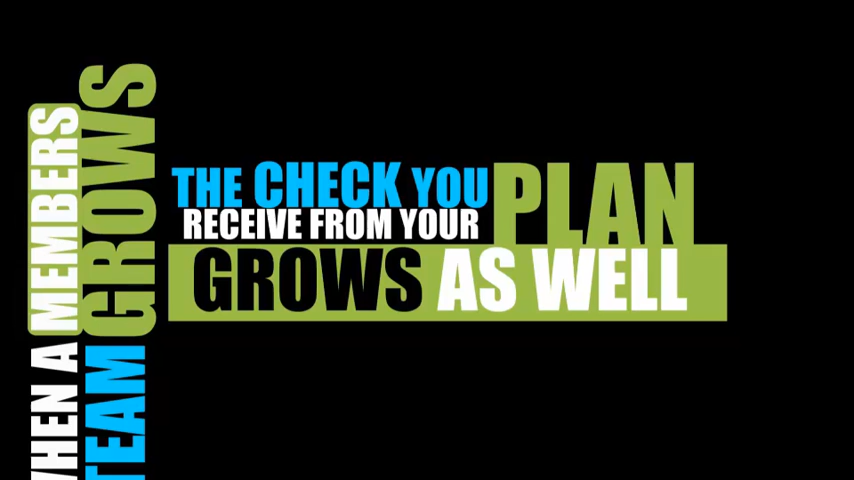 WHEN A MEMBERS
TEAM GROWS
THE CHECK YOU
RECEIVE FROM YOUR
PLAN
GROWS AS WELL